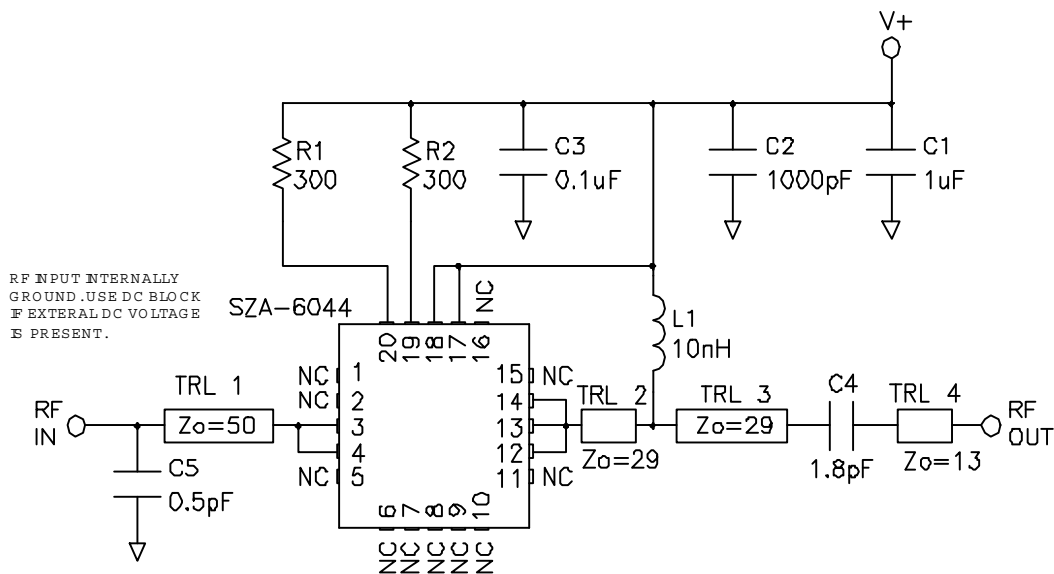 V+
R1
300
R2
300
C3
0.1uF
C2
1000pF
C1
1uF
RF INPUT INTERNALLY
GROUND. USE DC BLOCK
IF EXTERAL DC VOLTAGE
IS PRESENT.
SZA-6044
NC
20
19
18
17
16
L1
10nH
NC 1
NC 2
3
4
NC 5
15 NC
14
13
12
11 NC
6
7
8
9
10
NC
NC
NC
NC
NC
RF
IN
TRL 1
Zo=50
C5
0.5pF
TRL 2
Zo=29
TRL 3
Zo=29
C4
1.8pF
TRL 4
Zo=13
RF
OUT